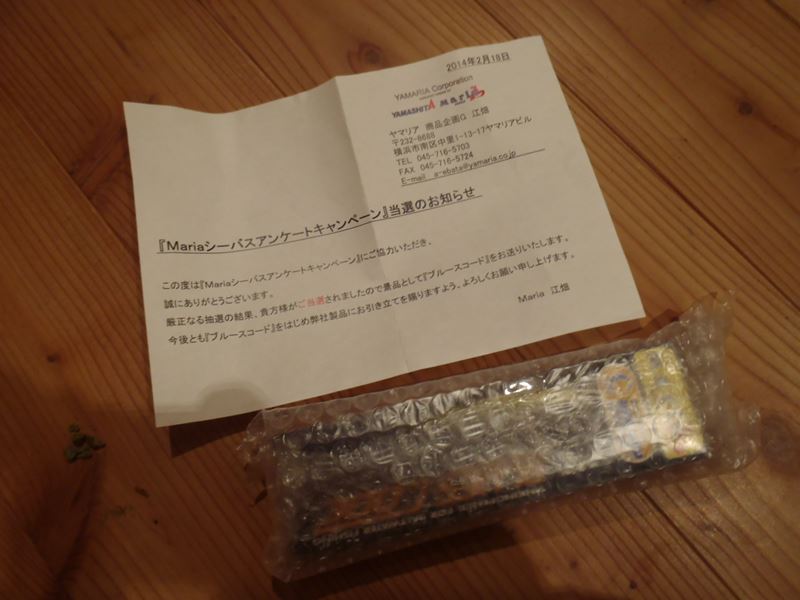 2014年2月18日
YAMARIA Corporation
YAMASHITA Maria
ヤマリア 商品企画G 江畑
〒232-8688
横浜市南区中里1-13-17ヤマリアビル
TEL 045-716-5703
FAX 045-716-5724
E-mail a-ebata@yamaria.co.jp
『Mariaシーバスアンケートキャンペーン』当選のお知らせ
この度は『Mariaシーバスアンケートキャンペーン』にご協力いただき、
誠にありがとうございます。
厳正なる抽選の結果、貴方様がご当選されましたので景品として『ブルースコード』をお送りいたします。
今後とも『ブルースコード』をはじめ弊社製品にお引き立てを賜りますよう、よろしくお願い申し上げます。
Maria 江畑
FOR SALTWATER